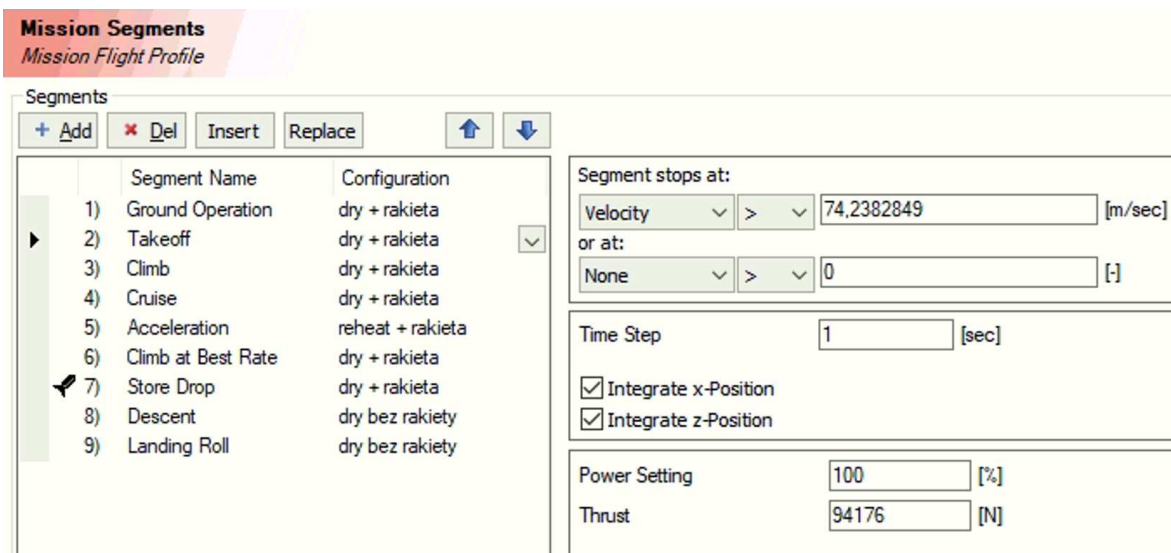 Mission Segments
Mission Flight Profile
Segments
+ Add Del Insert Replace
Segment Name Configuration
1) Ground Operation dry + rakieta
2) Takeoff dry + rakieta
3) Climb dry + rakieta
4) Cruise dry + rakieta
5) Acceleration reheat + rakieta
6) Climb at Best Rate dry + rakieta
7) Store Drop dry + rakieta
8) Descent dry bez rakiety
9) Landing Roll dry bez rakiety
Segment stops at:
Velocity > 74,2382849 [m/sec]
or at:
None > 0 [-]
Time Step 1 [sec]
Integrate x-Position
Integrate z-Position
Power Setting 100 [%]
Thrust 94176 [N]